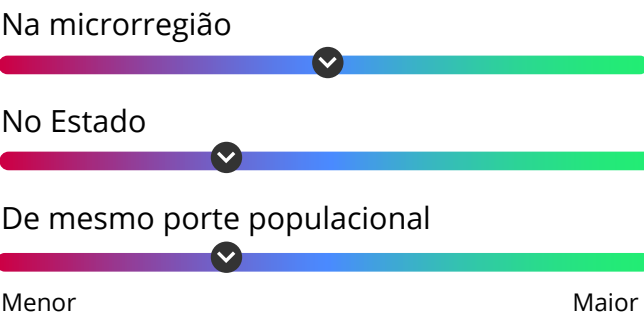 Na microrregião
No Estado
De mesmo porte populacional
Menor Maior